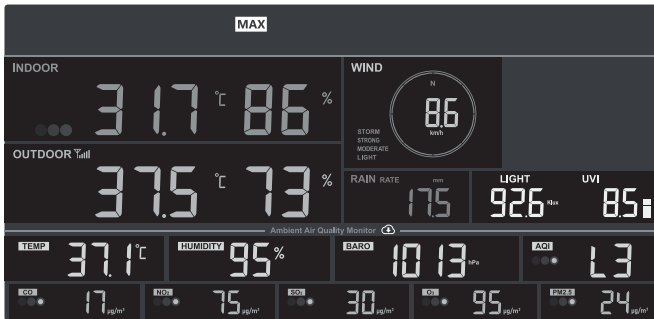 MAX
INDOOR
31.7 °C 86 %
WIND
N
8.6
km/h
STORM
STRONG
MODERATE
LIGHT
OUTDOOR
37.5 °C 73 %
RAIN RATE mm
17.5
LIGHT UVI
92.6 Klux 8.5
Ambient Air Quality Monitor
TEMP 37.1 °C
HUMIDITY 95 %
BARO 1013 hPa
AQI L3
CO 17 µg/m³
NO₂ 75 µg/m³
SO₂ 30 µg/m³
O₃ 95 µg/m³
PM2.5 24 µg/m³